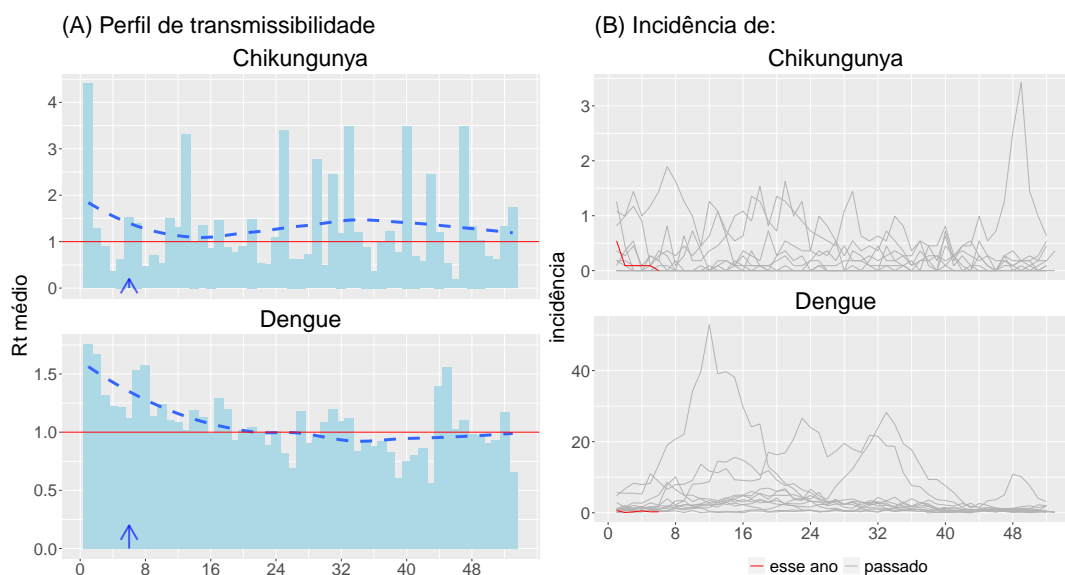 (A) Perfil de transmissibilidade
Chikungunya
4
3
2
1
0
Dengue
1.5
1.0
0.5
0.0
0 8 16 24 32 40 48
Rt médio
(B) Incidência de:
Chikungunya
3
2
1
0
Dengue
40
20
0
0 8 16 24 32 40 48
incidência
esse ano passado